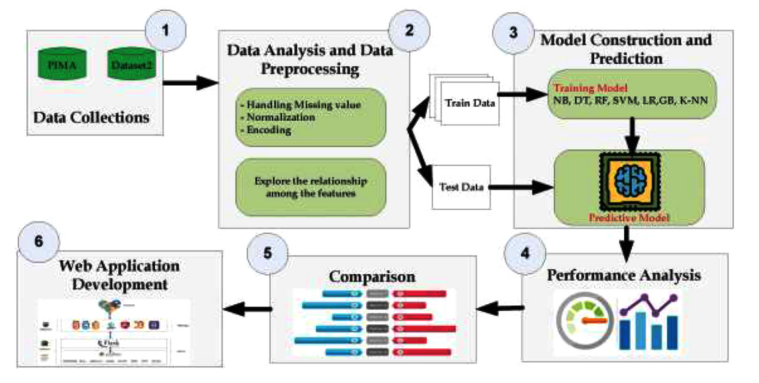 1
PIMA
Dataset2
Data Collections
2
Data Analysis and Data
Preprocessing
- Handling Missing value
- Normalization
- Encoding
Explore the relationship
among the features
Train Data
Test Data
3
Model Construction and
Prediction
Training Model
NB, DT, RF, SVM, LR,GB, K-NN
Predictive Model
4
Performance Analysis
5
Comparison
6
Web Application
Development
Flask